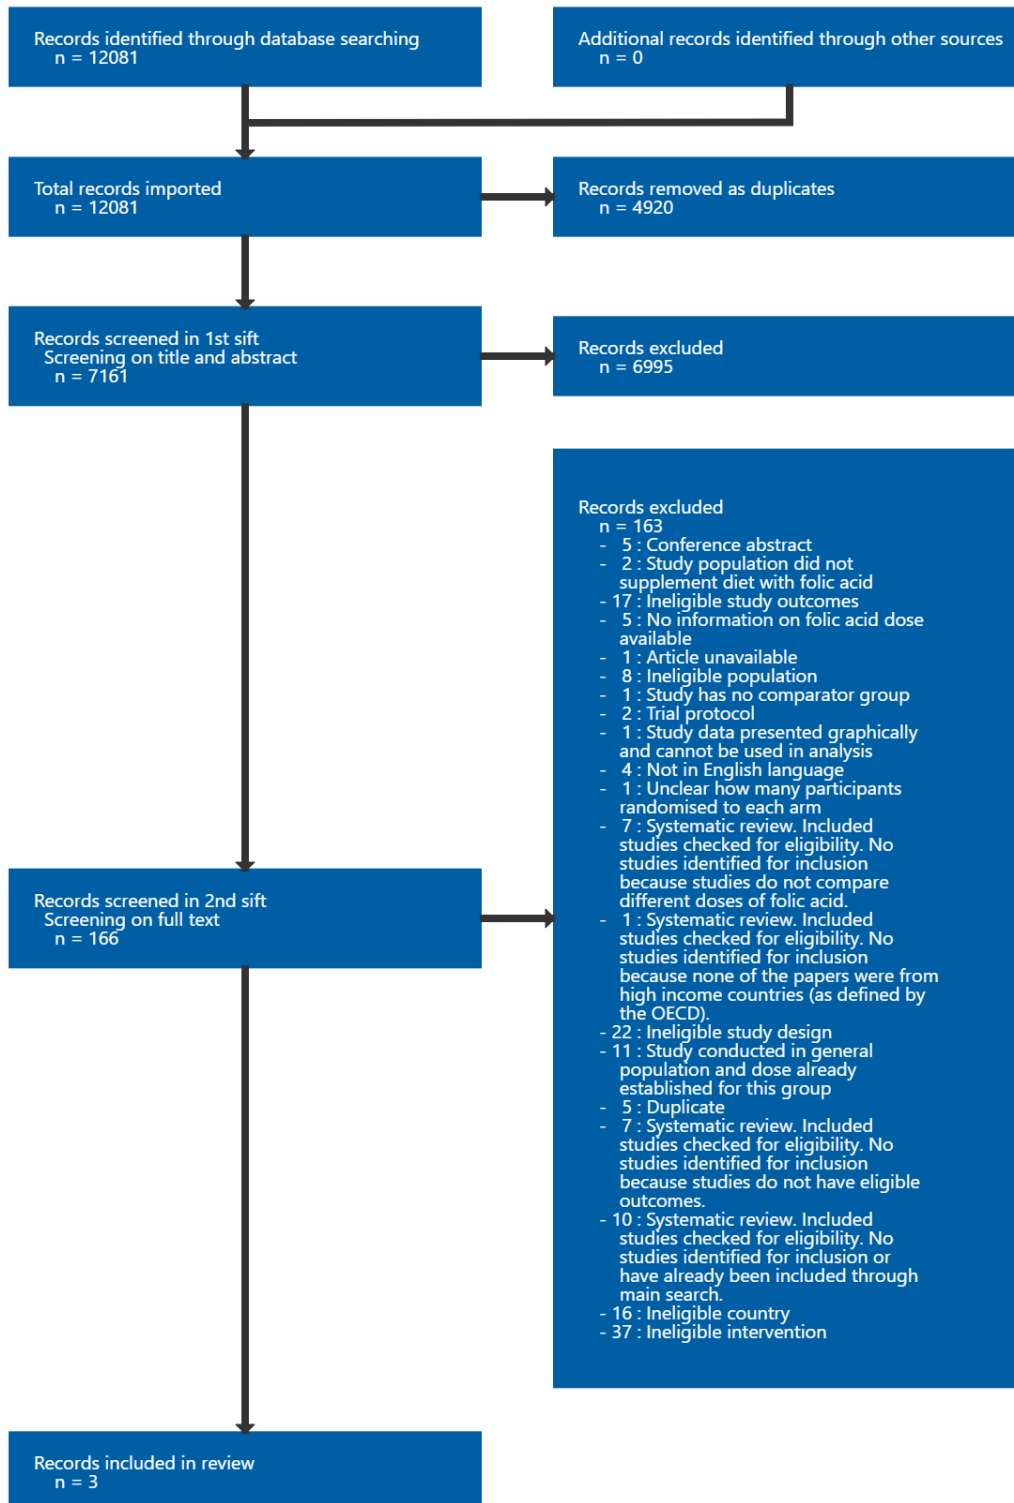 Records identified through database searching
n = 12081
Additional records identified through other sources
n = 0
Total records imported
n = 12081
Records removed as duplicates
n = 4920
Records screened in 1st sift
Screening on title and abstract
n = 7161
Records excluded
n = 6995
Records excluded
n = 163
- 5 : Conference abstract
- 2 : Study population did not
supplement diet with folic acid
- 17 : Ineligible study outcomes
- 5 : No information on folic acid dose
available
- 1 : Article unavailable
- 8 : Ineligible population
- 1 : Study has no comparator group
- 2 : Trial protocol
- 1 : Study data presented graphically
and cannot be used in analysis
- 4 : Not in English language
- 1 : Unclear how many participants
randomised to each arm
- 7 : Systematic review. Included
studies checked for eligibility. No
studies identified for inclusion
because studies do not compare
different doses of folic acid.
- 1 : Systematic review. Included
studies checked for eligibility. No
studies identified for inclusion
because none of the papers were from
high income countries (as defined by
the OECD).
- 22 : Ineligible study design
- 11 : Study conducted in general
population and dose already
established for this group
- 5 : Duplicate
- 7 : Systematic review. Included
studies checked for eligibility. No
studies identified for inclusion
because studies do not have eligible
outcomes.
- 10 : Systematic review. Included
studies checked for eligibility. No
studies identified for inclusion or
have already been included through
main search.
- 16 : Ineligible country
- 37 : Ineligible intervention
Records screened in 2nd sift
Screening on full text
n = 166
Records included in review
n = 3